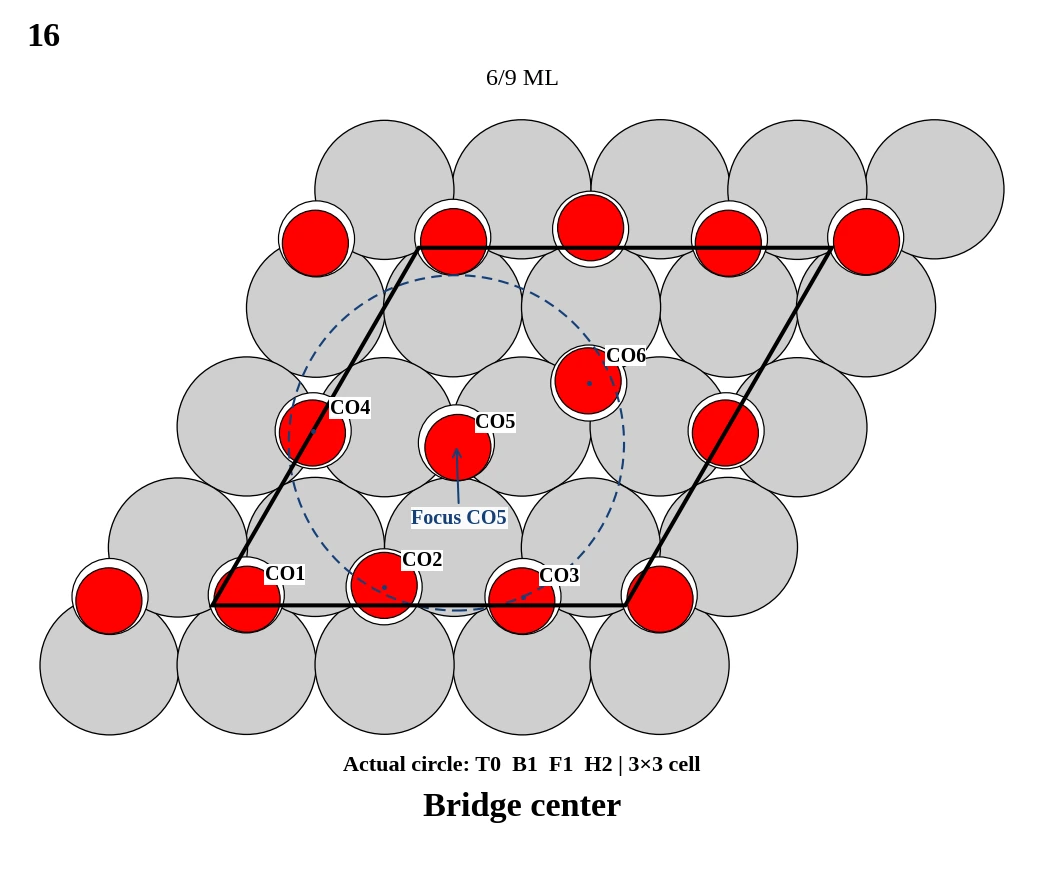 16
6/9 ML
CO6
CO4
CO5
Focus CO5
CO2
CO1
CO3
Actual circle: T0 B1 F1 H2 | 3×3 cell
Bridge center